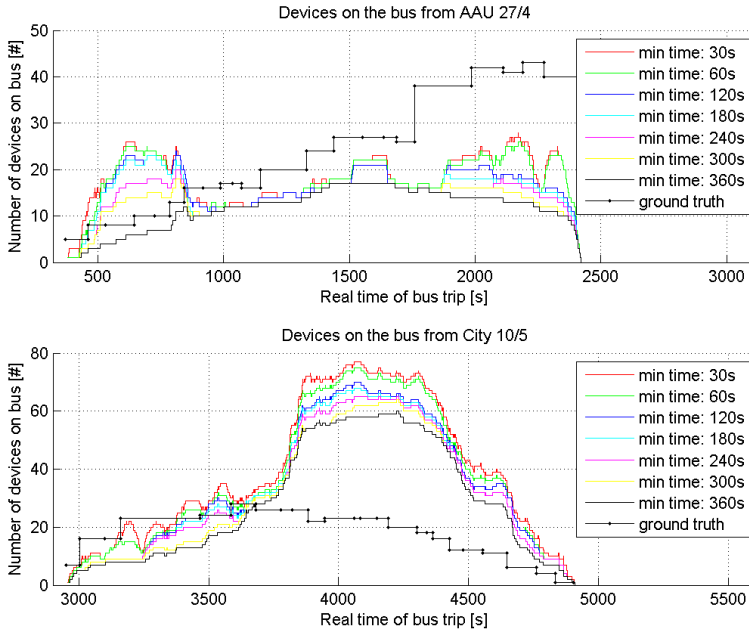 Devices on the bus from AAU 27/4
Number of devices on bus [#]
50
40
30
20
10
0
500
1000
1500
2000
2500
3000
Real time of bus trip [s]
min time: 30s
min time: 60s
min time: 120s
min time: 180s
min time: 240s
min time: 300s
min time: 360s
ground truth
Devices on the bus from City 10/5
Number of devices on bus [#]
80
60
40
20
0
3000
3500
4000
4500
5000
5500
Real time of bus trip [s]
min time: 30s
min time: 60s
min time: 120s
min time: 180s
min time: 240s
min time: 300s
min time: 360s
ground truth